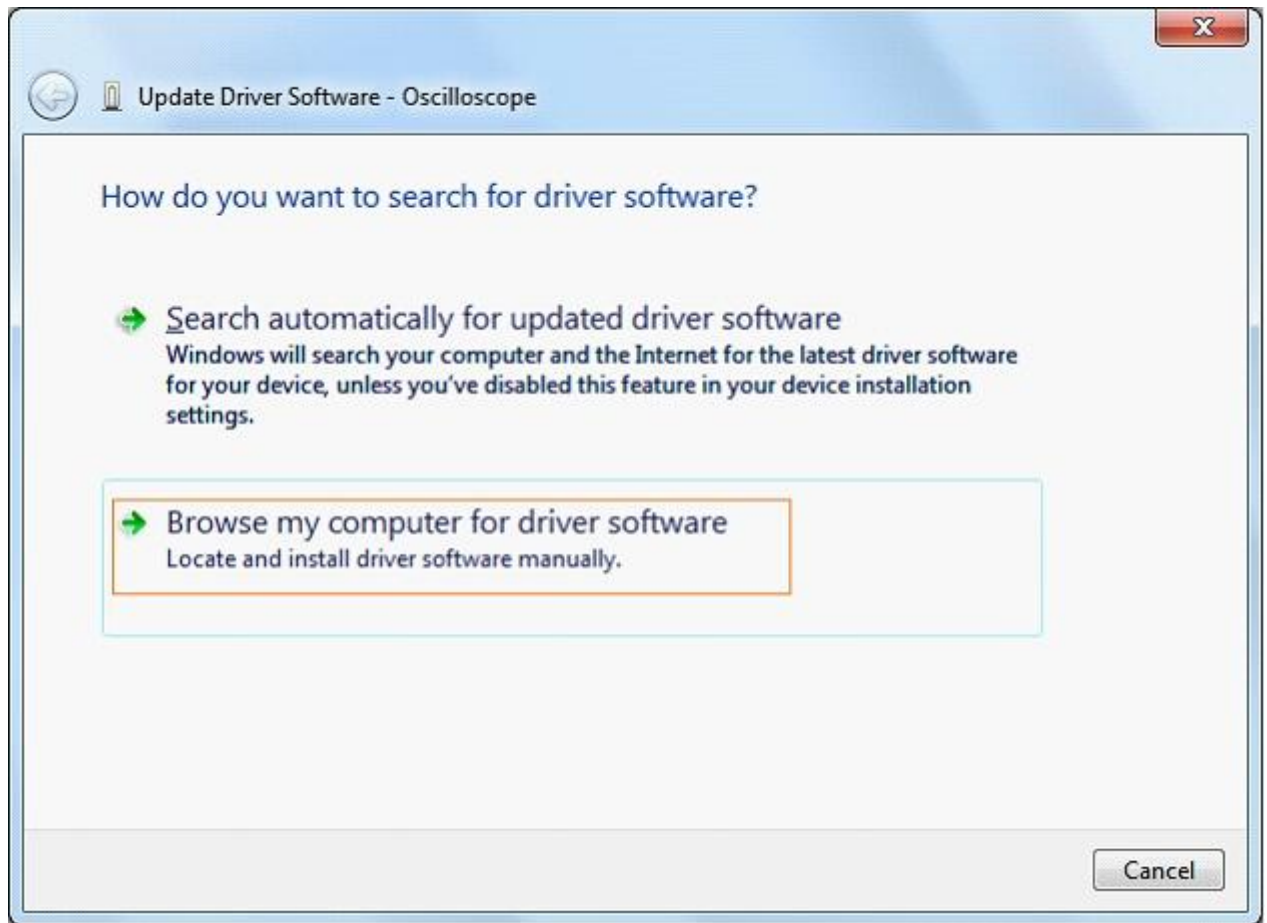 Update Driver Software - Oscilloscope
How do you want to search for driver software?
Search automatically for updated driver software
Windows will search your computer and the Internet for the latest driver software
for your device, unless you've disabled this feature in your device installation
settings.
Browse my computer for driver software
Locate and install driver software manually.
Cancel